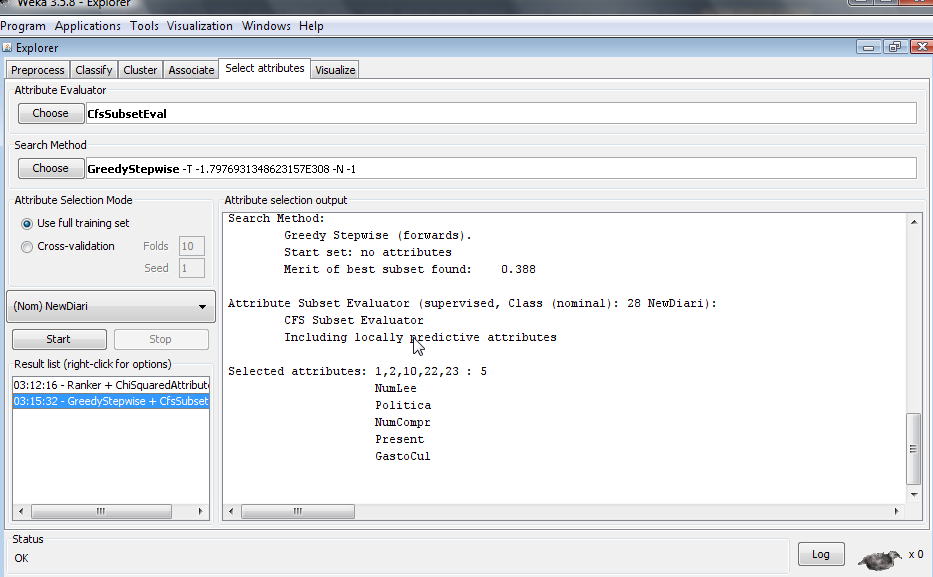 Weka 3.5.8 - Explorer
Program Applications Tools Visualization Windows Help
Explorer
Preprocess Classify Cluster Associate Select attributes Visualize
Attribute Evaluator
Choose CfsSubsetEval
Search Method
Choose GreedyStepwise -T -1.7976931348623157E308 -N -1
Attribute Selection Mode
Use full training set
Cross-validation Folds 10
Seed 1
(Nom) NewDiari
Start Stop
Result list (right-click for options)
03:12:16 - Ranker + ChiSquaredAttribute
03:15:32 - GreedyStepwise + CfsSubset
Attribute selection output
Search Method:
Greedy Stepwise (forwards).
Start set: no attributes
Merit of best subset found: 0.388
Attribute Subset Evaluator (supervised, Class (nominal): 28 NewDiari):
CFS Subset Evaluator
Including locally predictive attributes
Selected attributes: 1,2,10,22,23 : 5
NumLee
Politica
NumCompr
Present
GastoCul
Status
OK
Log x 0